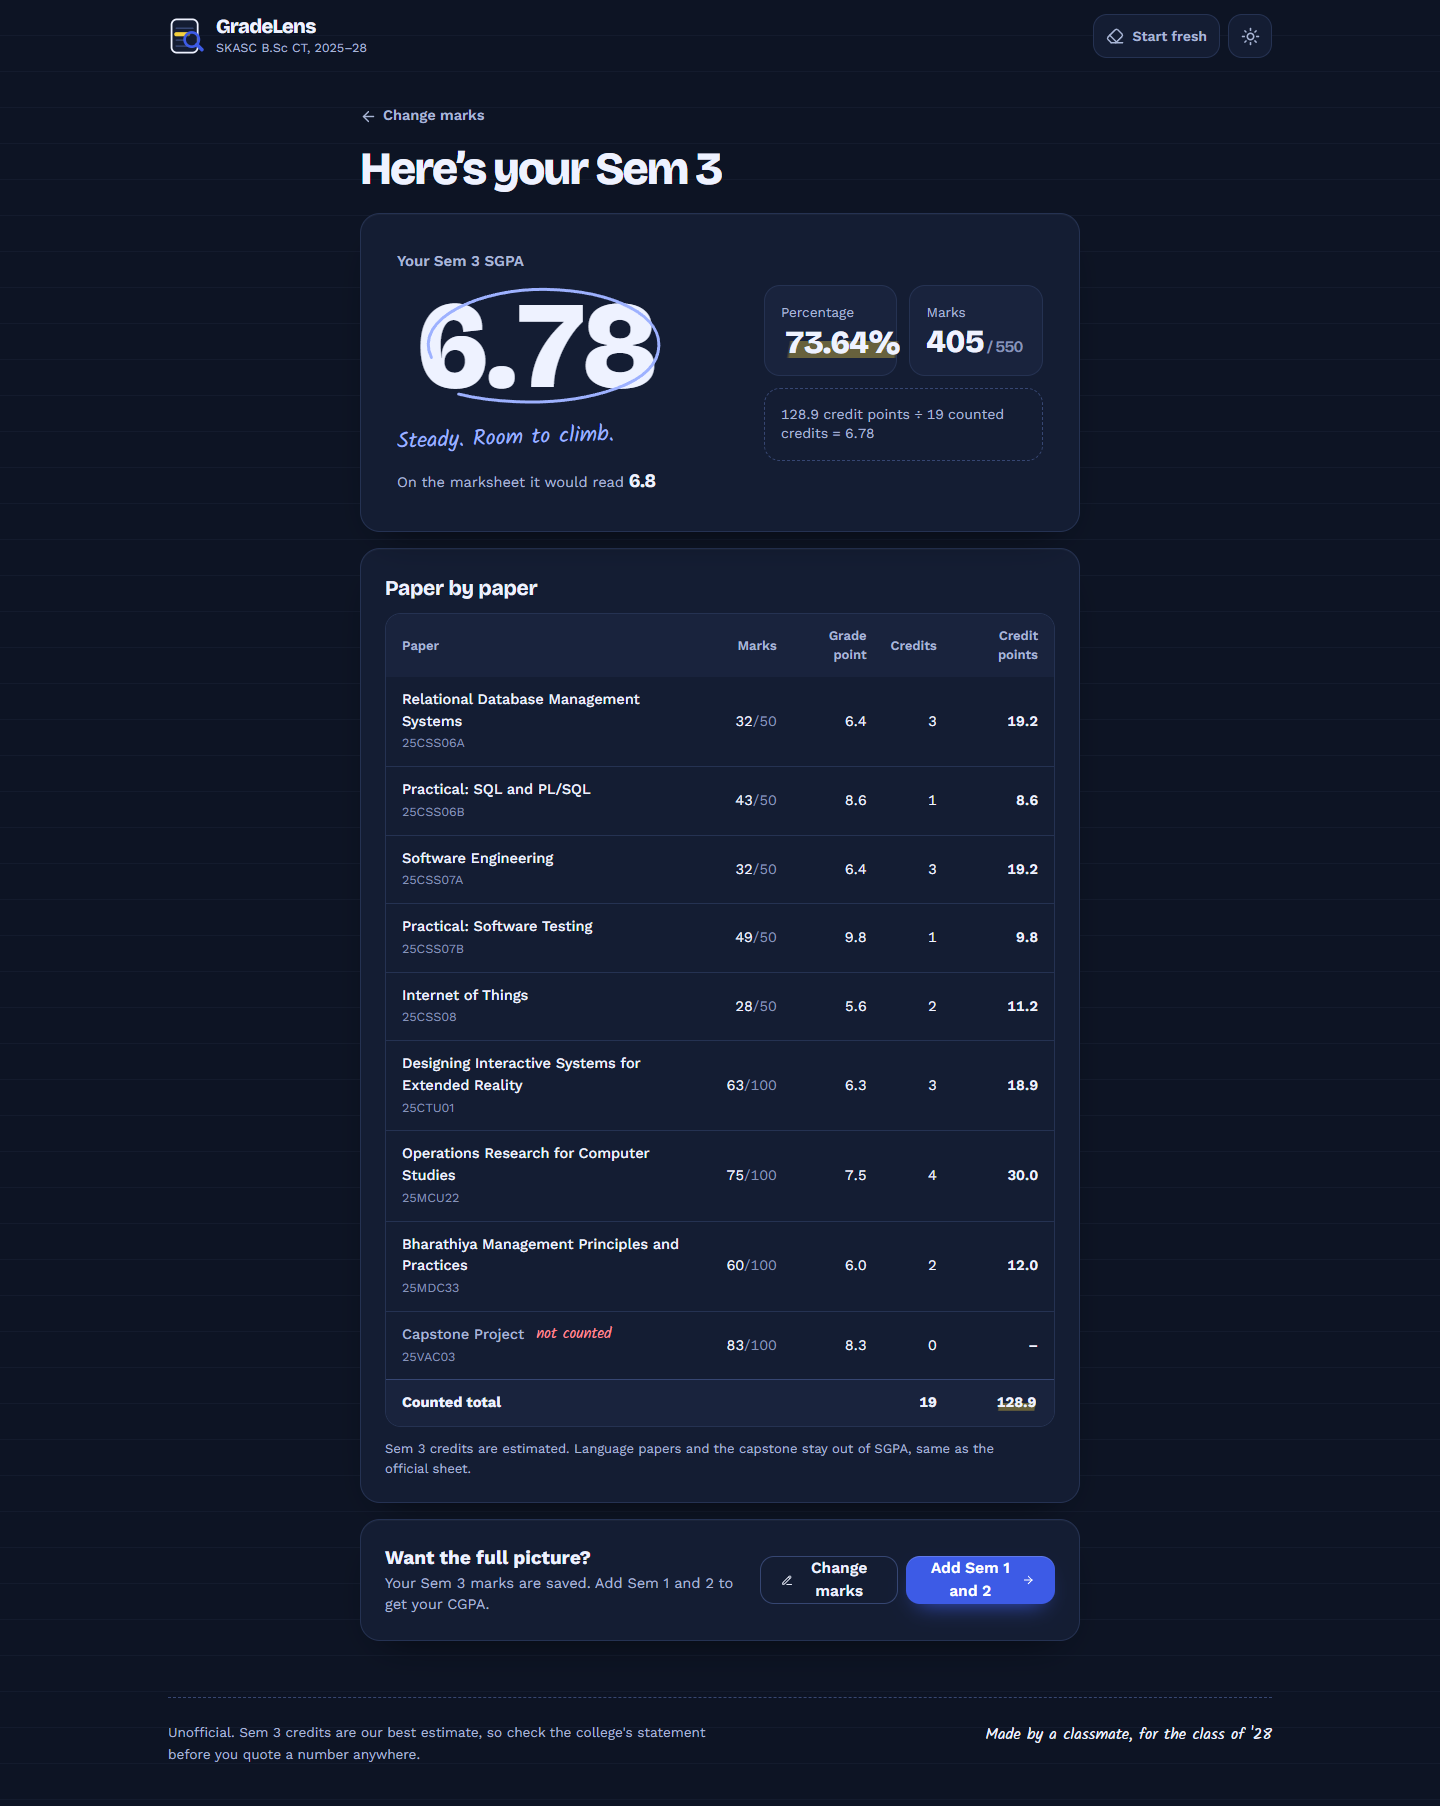 GradeLens
SKASC B.Sc CT, 2025–28
Start fresh
Change marks
Here's your Sem 3
Your Sem 3 SGPA
6.78
Steady. Room to climb.
On the marksheet it would read 6.8
Percentage
73.64%
Marks
405 / 550
128.9 credit points ÷ 19 counted
credits = 6.78
Paper by paper
Paper Marks Grade point Credits Credit points
Relational Database Management
Systems
25CSS06A
32/50 6.4 3 19.2
Practical: SQL and PL/SQL
25CSS06B
43/50 8.6 1 8.6
Software Engineering
25CSS07A
32/50 6.4 3 19.2
Practical: Software Testing
25CSS07B
49/50 9.8 1 9.8
Internet of Things
25CSS08
28/50 5.6 2 11.2
Designing Interactive Systems for
Extended Reality
25CTU01
63/100 6.3 3 18.9
Operations Research for Computer
Studies
25MCU22
75/100 7.5 4 30.0
Bharathiya Management Principles and
Practices
25MDC33
60/100 6.0 2 12.0
Capstone Project not counted
25VAC03
83/100 8.3 0 –
Counted total 19 128.9
Sem 3 credits are estimated. Language papers and the capstone stay out of SGPA, same as the
official sheet.
Want the full picture?
Your Sem 3 marks are saved. Add Sem 1 and 2 to
get your CGPA.
Change
marks
Add Sem 1
and 2
Unofficial. Sem 3 credits are our best estimate, so check the college's statement
before you quote a number anywhere.
Made by a classmate, for the class of '28